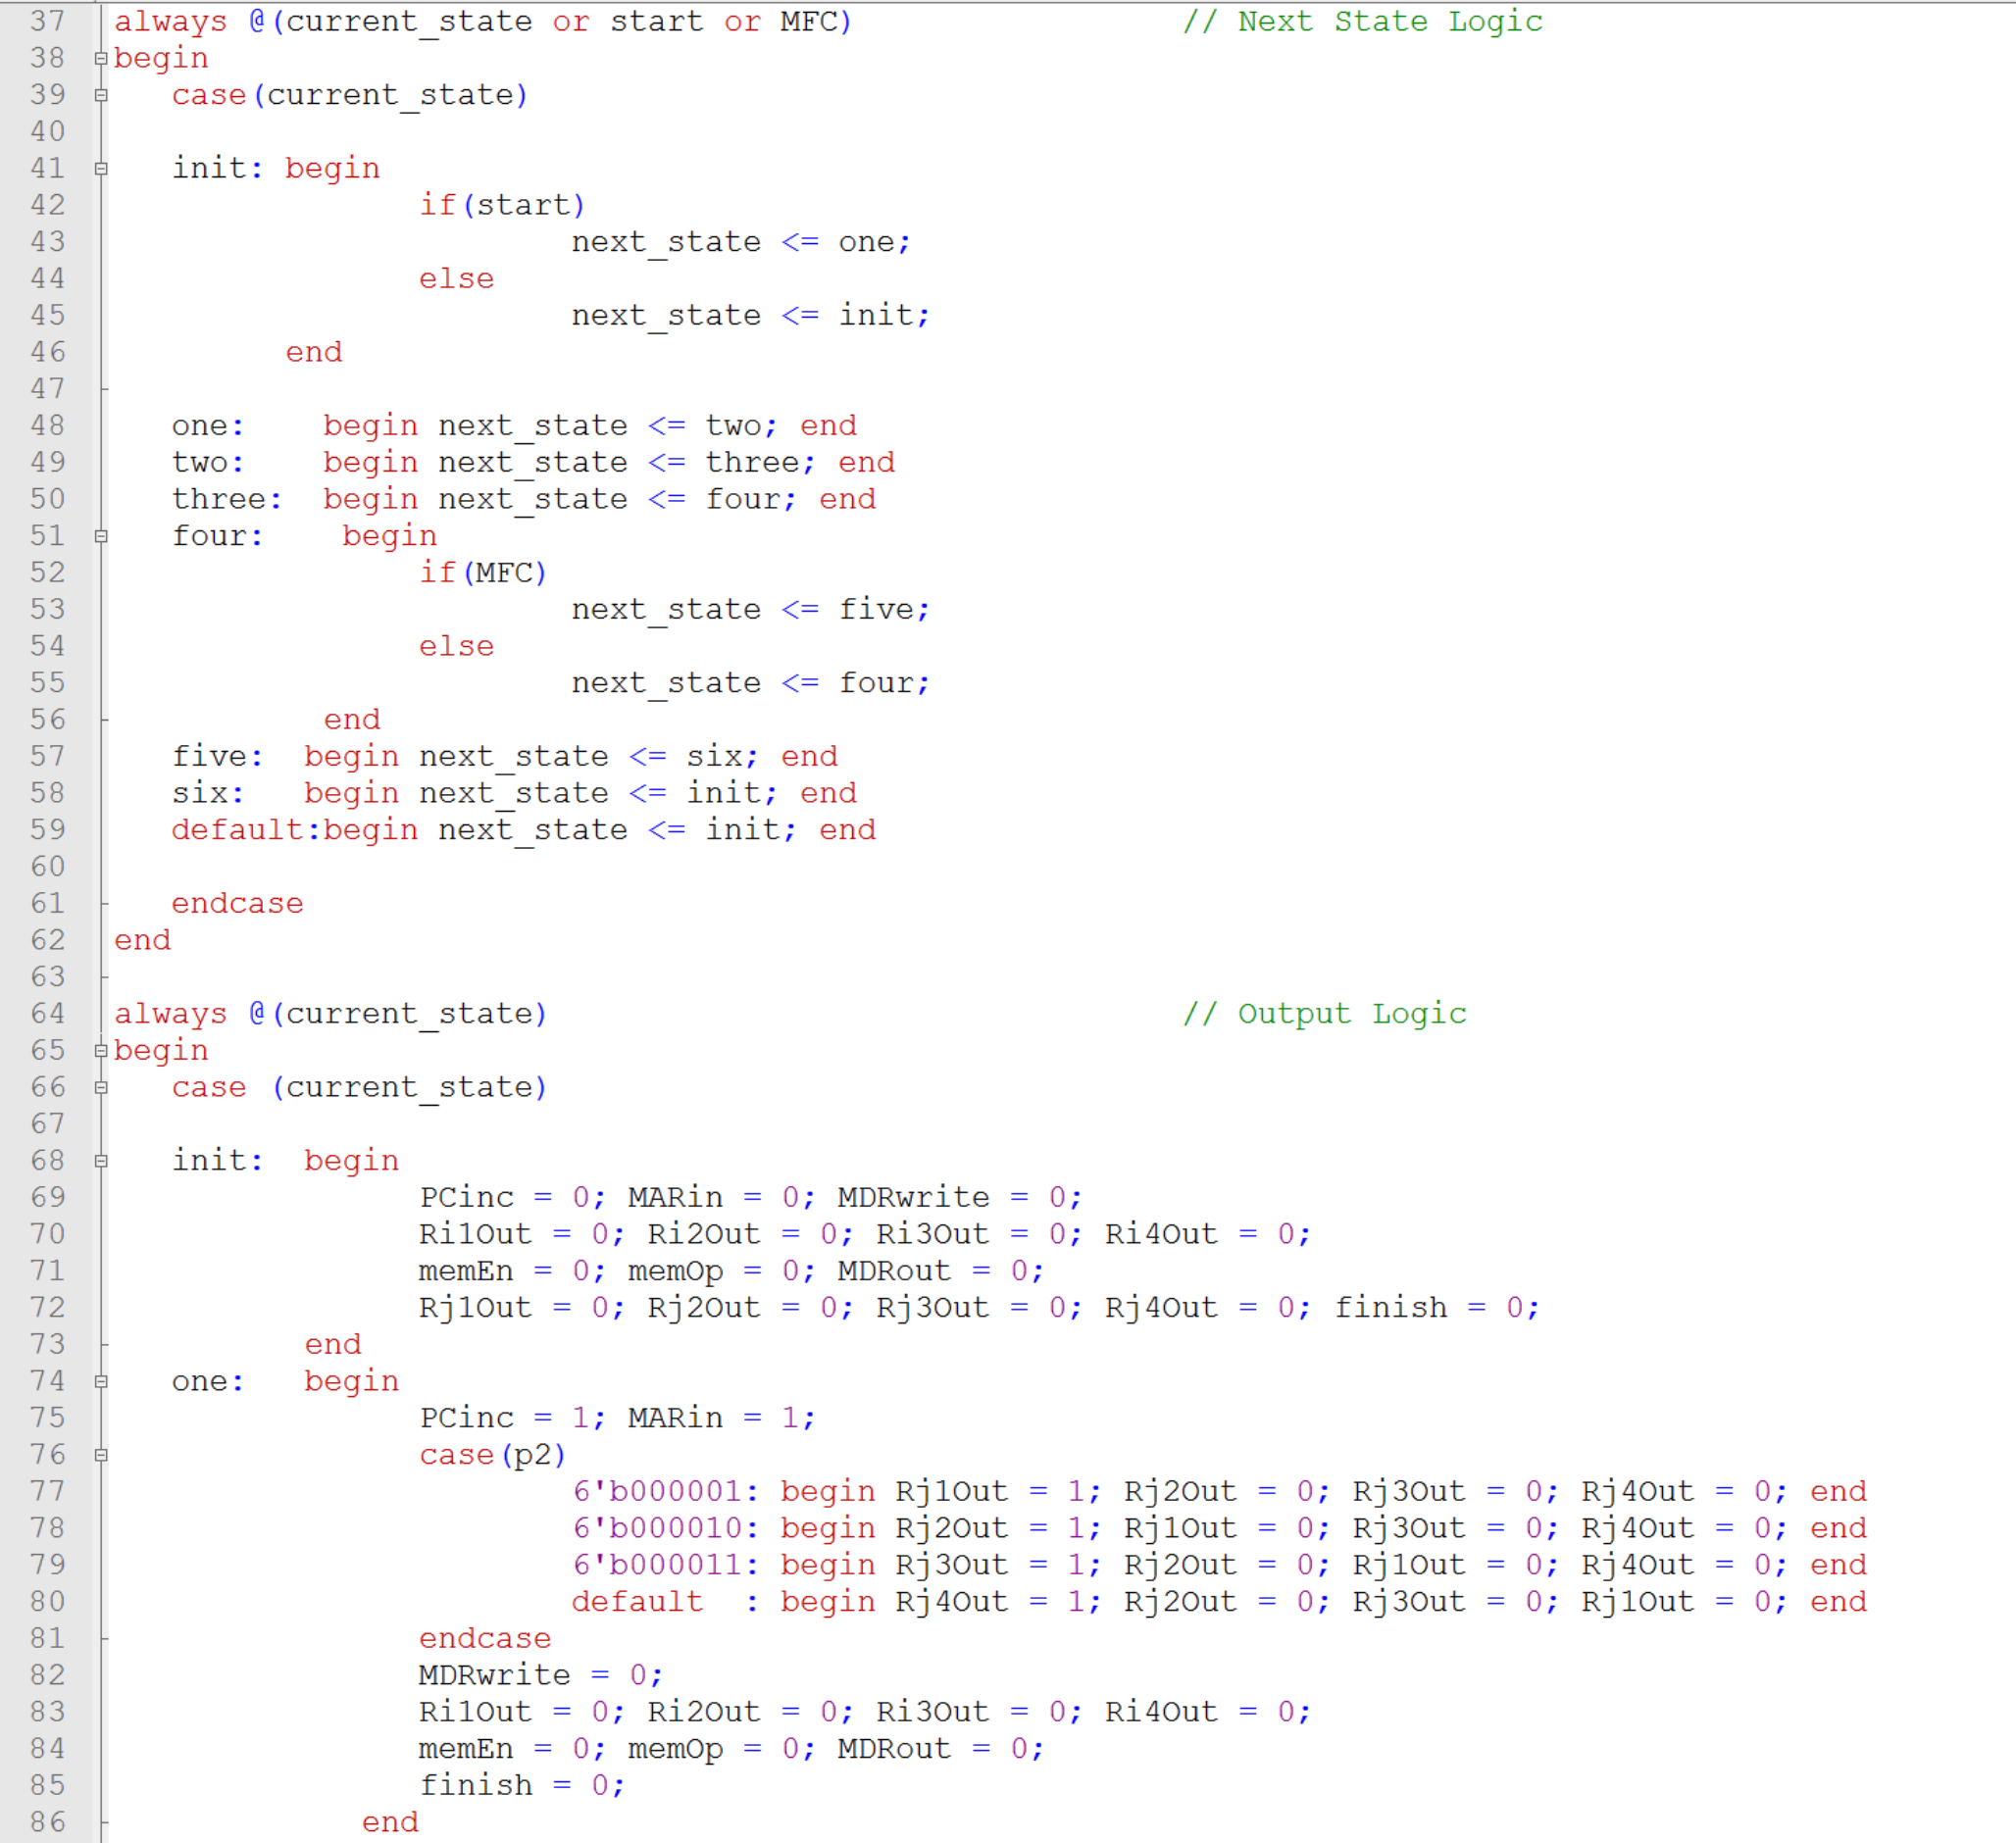 37 always @(current_state or start or MFC) // Next State Logic
38 begin
39 case(current_state)
40
41 init: begin
42 if(start)
43 next_state <= one;
44 else
45 next_state <= init;
46 end
47
48 one: begin next_state <= two; end
49 two: begin next_state <= three; end
50 three: begin next_state <= four; end
51 four: begin
52 if(MFC)
53 next_state <= five;
54 else
55 next_state <= four;
56 end
57 five: begin next_state <= six; end
58 six: begin next_state <= init; end
59 default:begin next_state <= init; end
60
61 endcase
62 end
63
64 always @(current_state) // Output Logic
65 begin
66 case (current_state)
67
68 init: begin
69 PCinc = 0; MARin = 0; MDRwrite = 0;
70 Ri1Out = 0; Ri2Out = 0; Ri3Out = 0; Ri4Out = 0;
71 memEn = 0; memOp = 0; MDRout = 0;
72 Rj1Out = 0; Rj2Out = 0; Rj3Out = 0; Rj4Out = 0; finish = 0;
73 end
74 one: begin
75 PCinc = 1; MARin = 1;
76 case(p2)
77 6'b000001: begin Rj1Out = 1; Rj2Out = 0; Rj3Out = 0; Rj4Out = 0; end
78 6'b000010: begin Rj2Out = 1; Rj1Out = 0; Rj3Out = 0; Rj4Out = 0; end
79 6'b000011: begin Rj3Out = 1; Rj2Out = 0; Rj1Out = 0; Rj4Out = 0; end
80 default : begin Rj4Out = 1; Rj2Out = 0; Rj3Out = 0; Rj1Out = 0; end
81 endcase
82 MDRwrite = 0;
83 Ri1Out = 0; Ri2Out = 0; Ri3Out = 0; Ri4Out = 0;
84 memEn = 0; memOp = 0; MDRout = 0;
85 finish = 0;
86 end